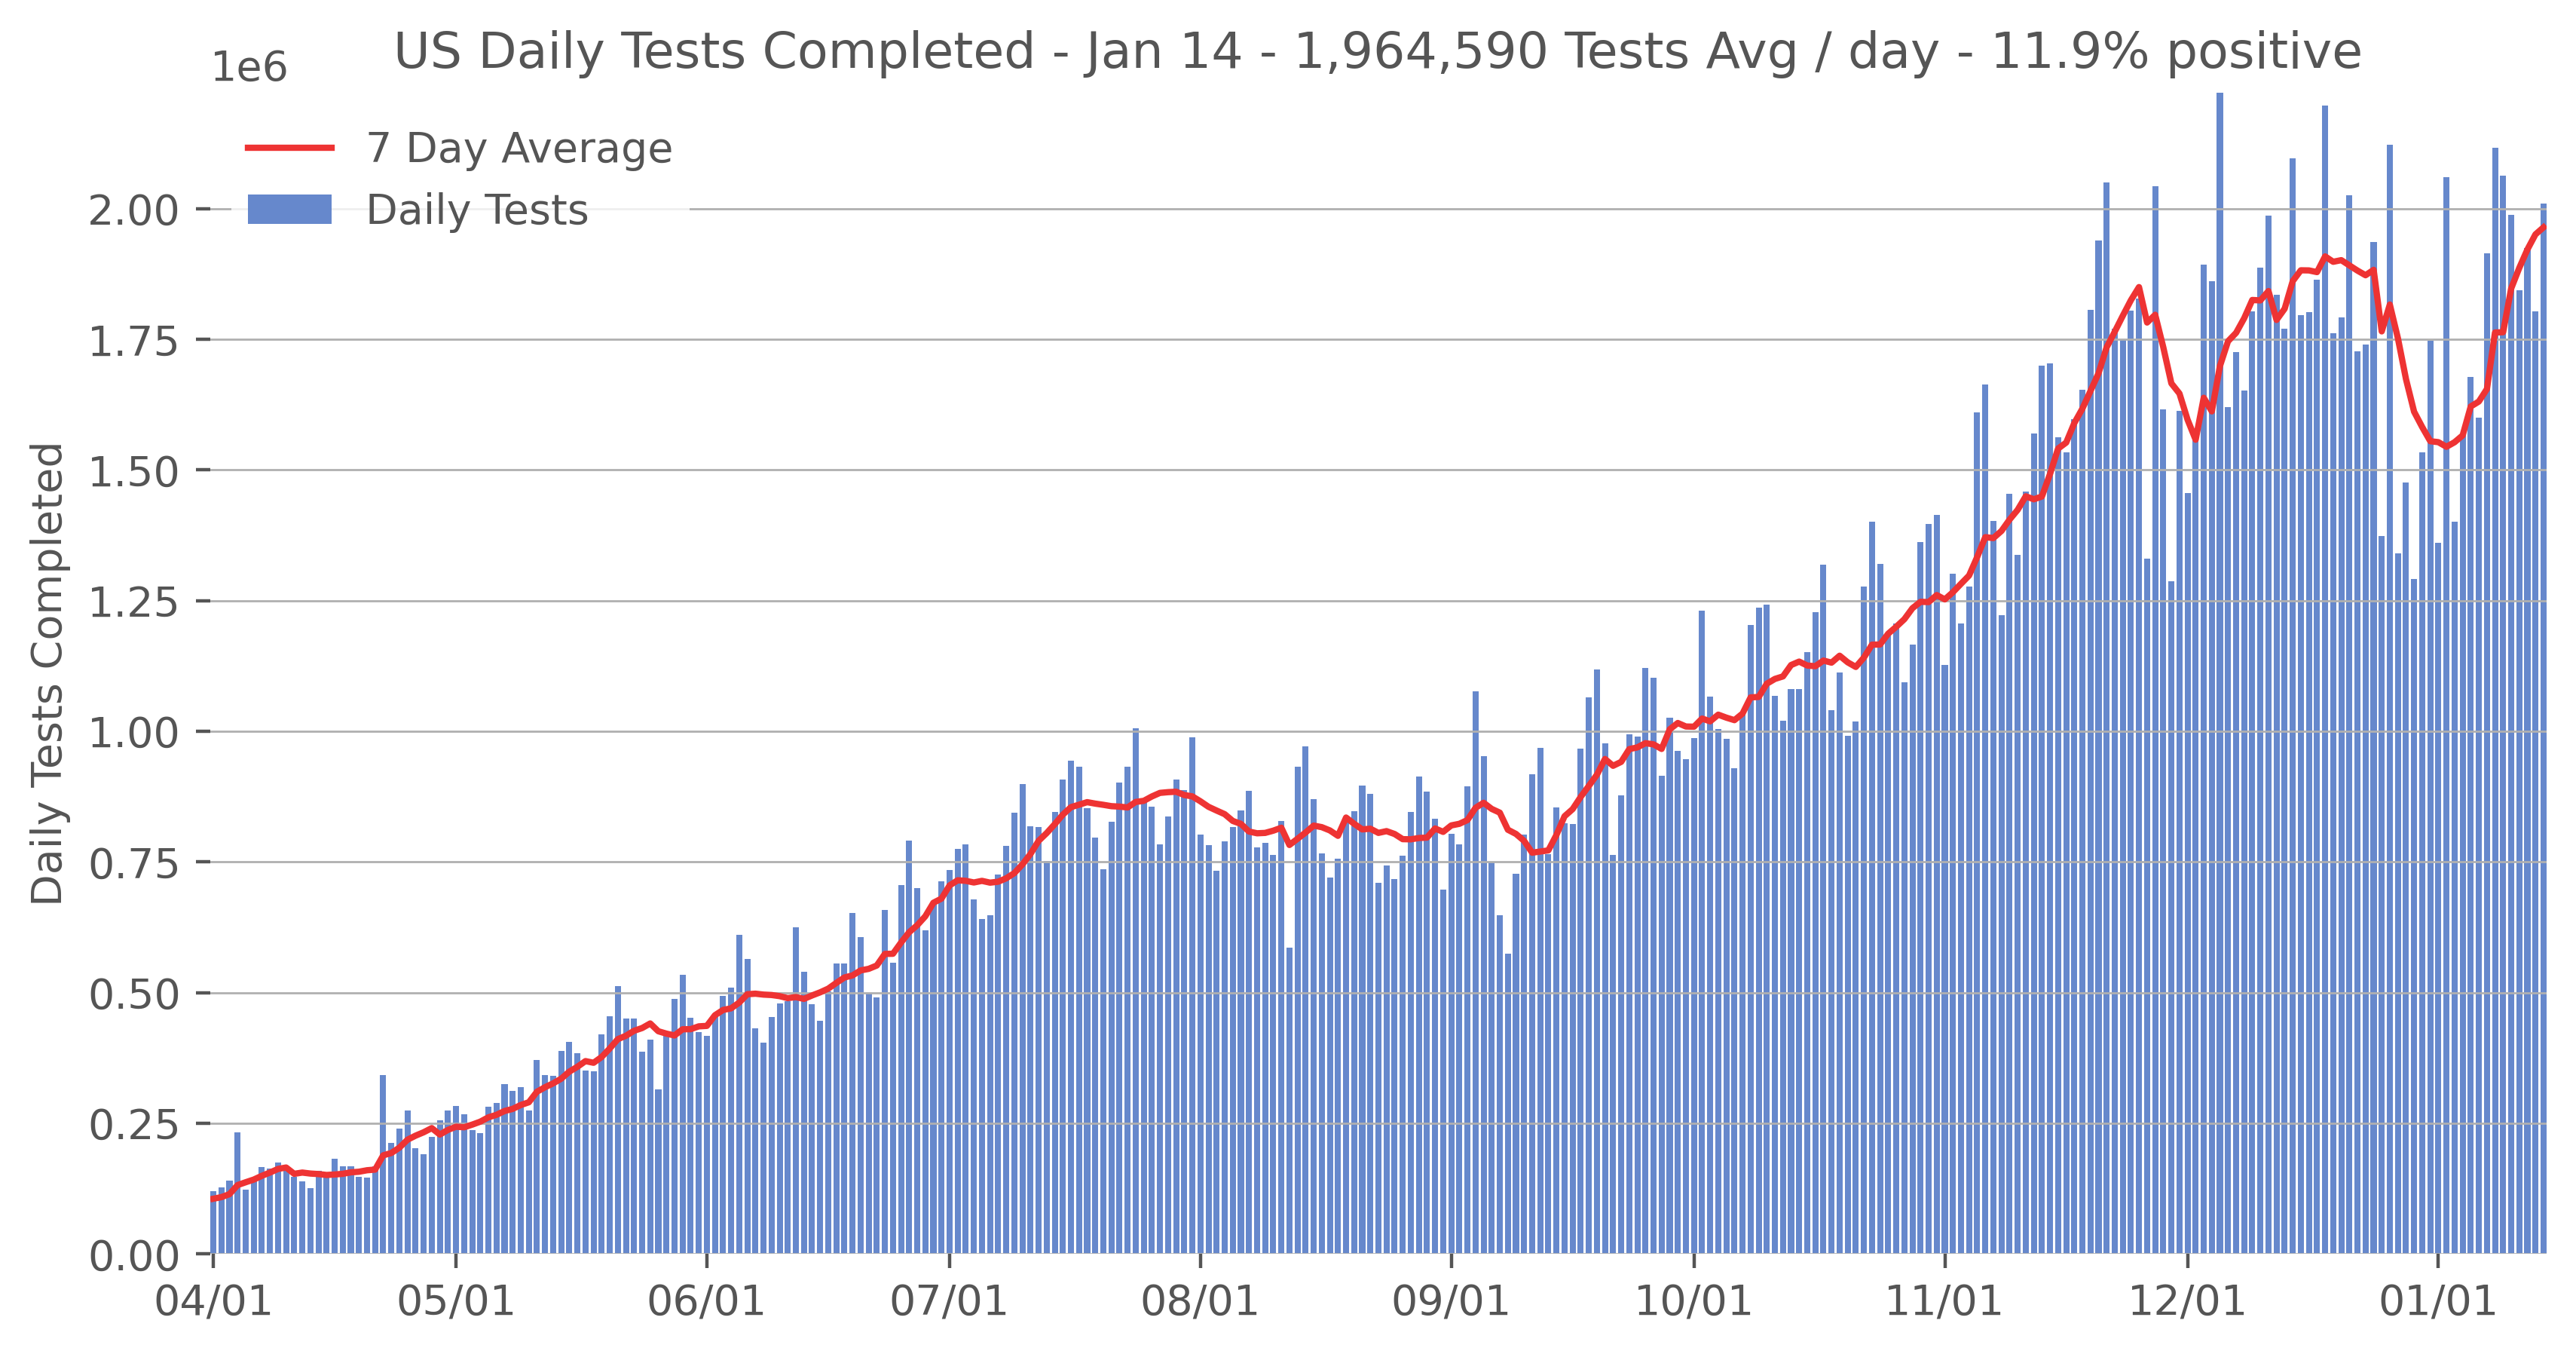 US Daily Tests Completed - Jan 14 - 1,964,590 Tests Avg / day - 11.9% positive
1e6
7 Day Average
Daily Tests
Daily Tests Completed
2.00
1.75
1.50
1.25
1.00
0.75
0.50
0.25
0.00
04/01 05/01 06/01 07/01 08/01 09/01 10/01 11/01 12/01 01/01